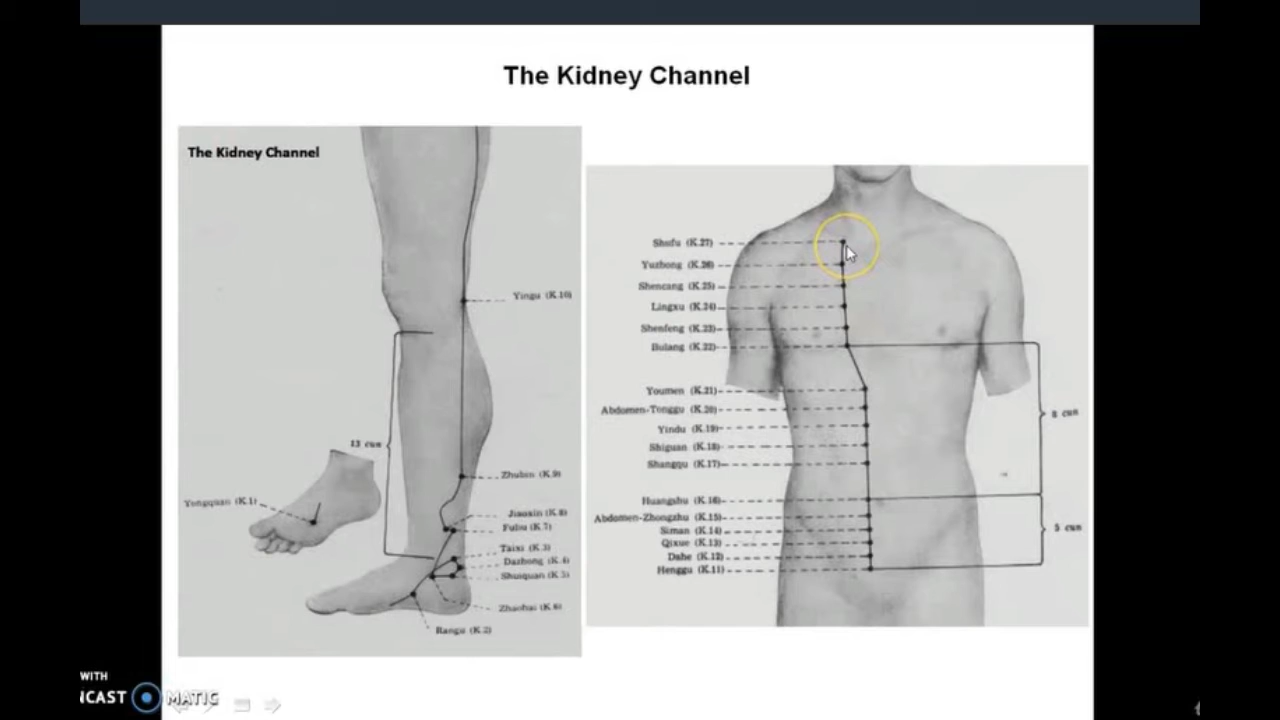 The Kidney Channel
The Kidney Channel
Yingu (K.10)
13 cun
Zhubin (K.9)
Yongquan (K.1)
Jiaoxin (K.8)
Fuliu (K.7)
Taixi (K.3)
Dazhong (K.4)
Shuiquan (K.5)
Zhaohai (K.6)
Rangu (K.2)
Shufu (K.27)
Yuzhong (K.26)
Shencang (K.25)
Lingxu (K.24)
Shenfeng (K.23)
Bulang (K.22)
Youmen (K.21)
Abdomen-Tonggu (K.20)
Yindu (K.19)
Shiguan (K.18)
Shangqu (K.17)
Huangshu (K.16)
Abdomen-Zhongzhu (K.15)
Siman (K.14)
Qixue (K.13)
Dahe (K.12)
Henggu (K.11)
8 cun
5 cun
WITH
NCAST MATIC